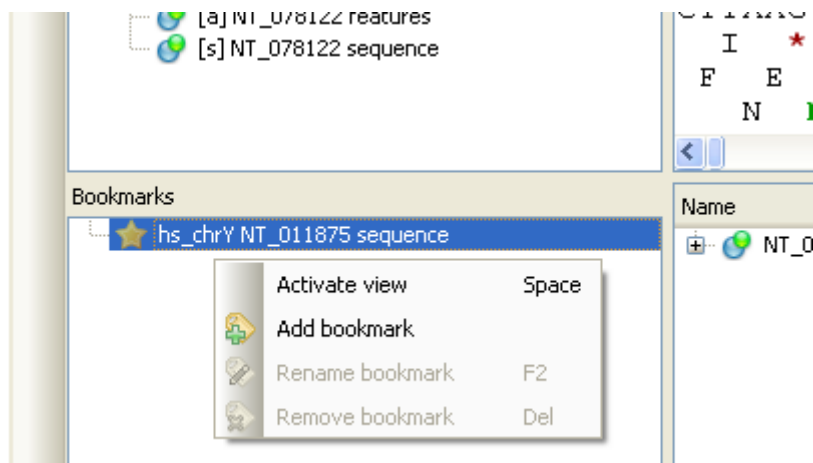 [a] NT_078122 features
[s] NT_078122 sequence
I *
F E
N
Bookmarks
hs_chrY NT_011875 sequence
Activate view Space
Add bookmark
Rename bookmark F2
Remove bookmark Del
Name
NT_0